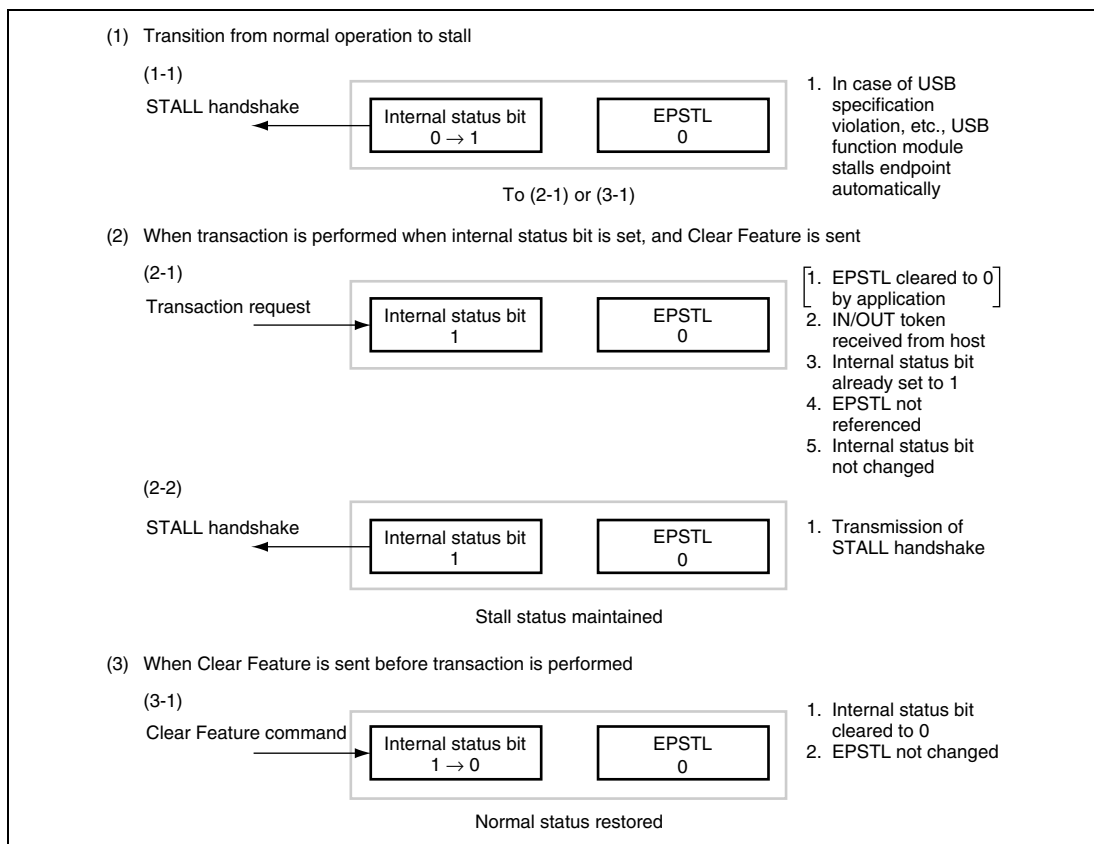 (1) Transition from normal operation to stall
(1-1)
STALL handshake
Internal status bit
0 → 1
EPSTL
0
To (2-1) or (3-1)
1. In case of USB
specification
violation, etc., USB
function module
stalls endpoint
automatically
(2) When transaction is performed when internal status bit is set, and Clear Feature is sent
(2-1)
Transaction request
Internal status bit
1
EPSTL
0
1. EPSTL cleared to 0
by application
2. IN/OUT token
received from host
3. Internal status bit
already set to 1
4. EPSTL not
referenced
5. Internal status bit
not changed
(2-2)
STALL handshake
Internal status bit
1
EPSTL
0
1. Transmission of
STALL handshake
Stall status maintained
(3) When Clear Feature is sent before transaction is performed
(3-1)
Clear Feature command
Internal status bit
1 → 0
EPSTL
0
1. Internal status bit
cleared to 0
2. EPSTL not changed
Normal status restored